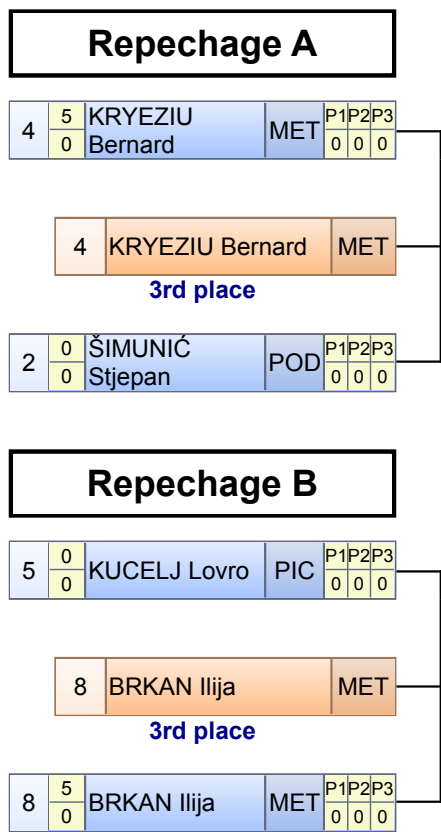 Repechage A
4 5 0 KRYEZIU Bernard MET P1 P2 P3 0 0 0
4 KRYEZIU Bernard MET
3rd place
2 0 0 ŠIMUNIĆ Stjepan POD P1 P2 P3 0 0 0
Repechage B
5 0 0 KUCELJ Lovro PIC P1 P2 P3 0 0 0
8 BRKAN Ilija MET
3rd place
8 5 0 BRKAN Ilija MET P1 P2 P3 0 0 0